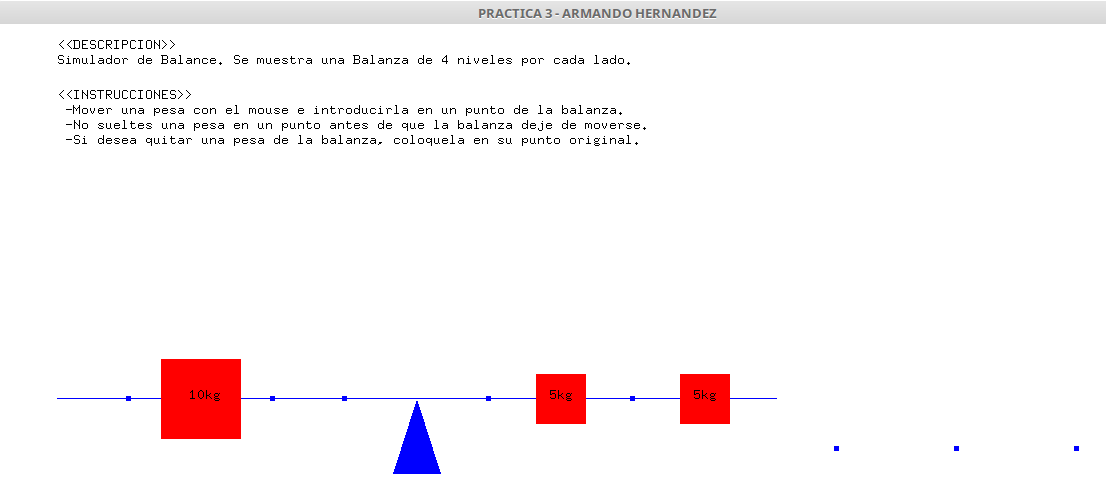 PRACTICA 3 - ARMANDO HERNANDEZ
<<DESCRIPCION>>
Simulador de Balance. Se muestra una Balanza de 4 niveles por cada lado.
<<INSTRUCCIONES>>
-Mover una pesa con el mouse e introducirla en un punto de la balanza.
-No sueltes una pesa en un punto antes de que la balanza deje de moverse.
-Si desea quitar una pesa de la balanza, coloquela en su punto original.
10kg 5kg 5kg